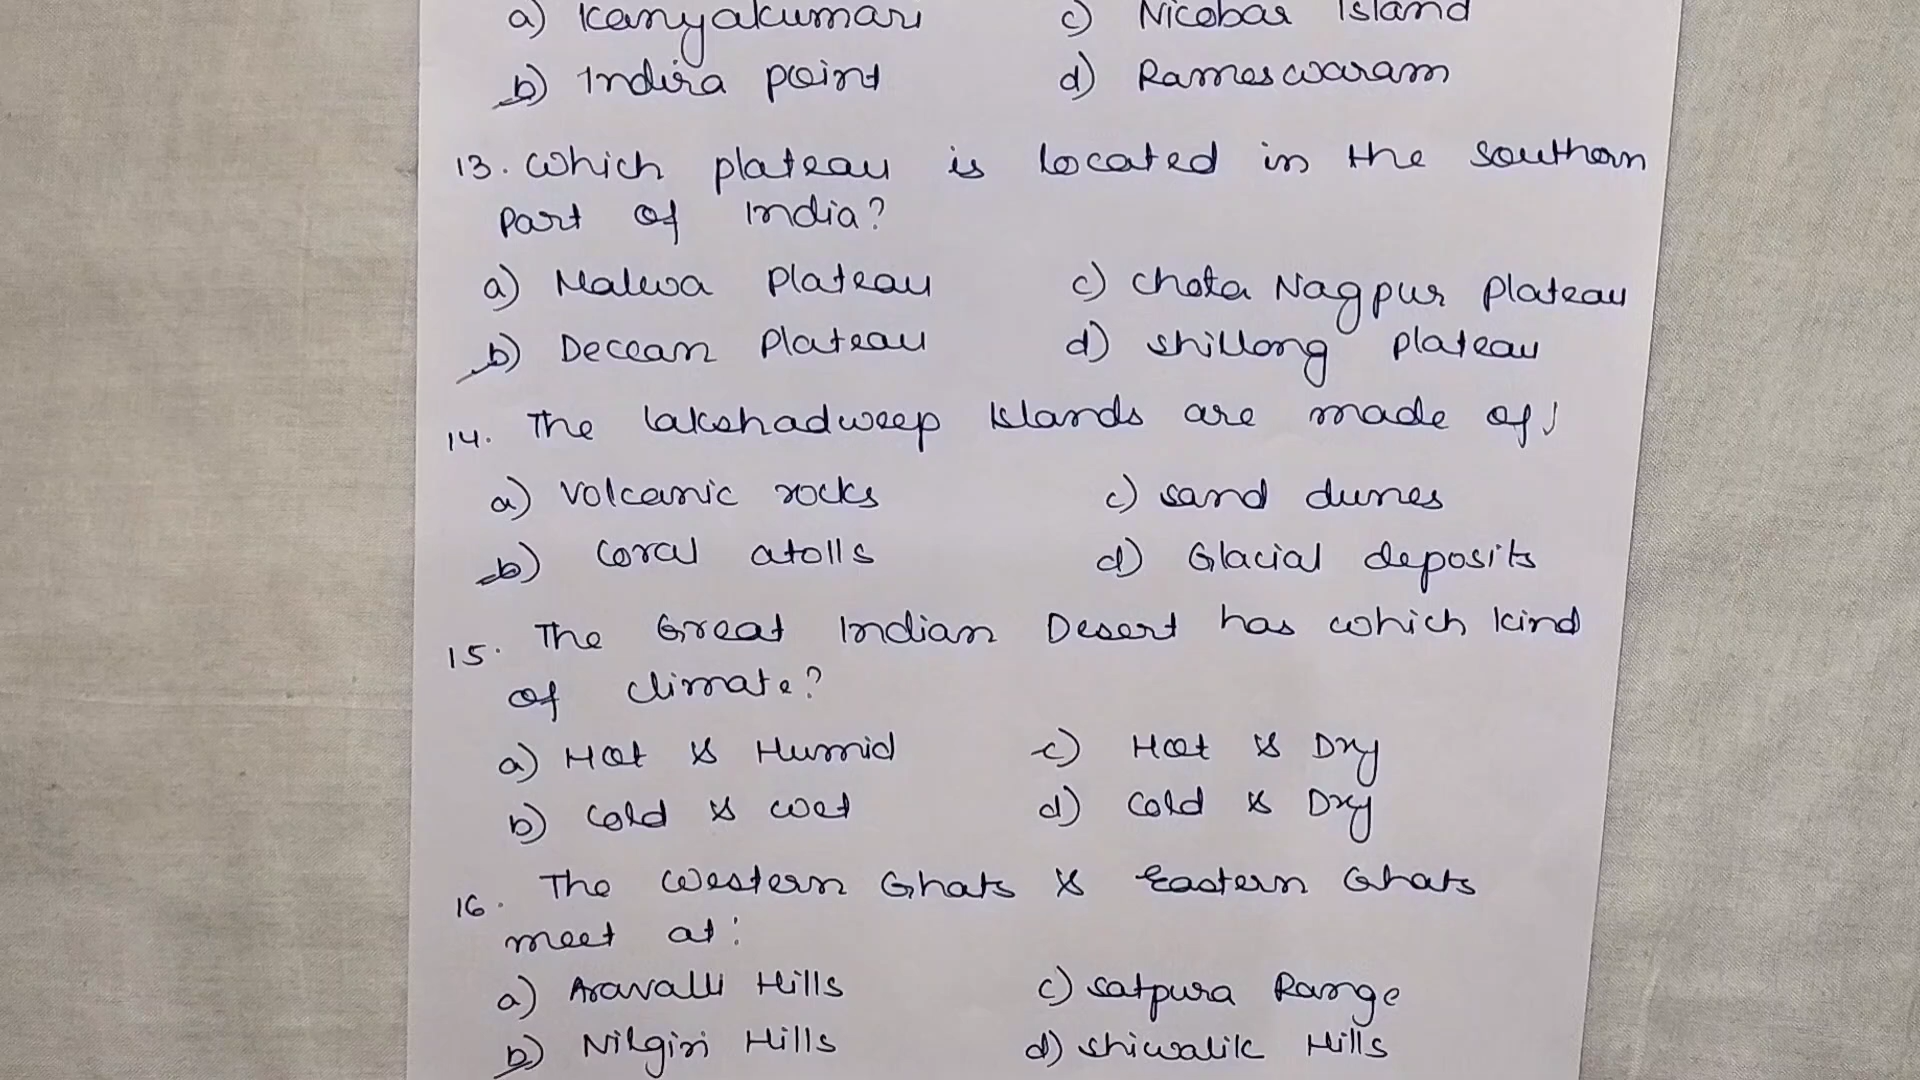 a) Kanyakumari c) Nicobar Island
b) Indira point d) Rameswaram
13. Which plateau is located in the southern
part of India?
a) Malwa Plateau c) Chota Nagpur Plateau
b) Deccan Plateau d) Shillong Plateau
14. The Lakshadweep Islands are made of;
a) Volcanic rocks c) Sand dunes
b) Coral atolls d) Glacial deposits
15. The Great Indian Desert has which kind
of climate?
a) Hot & Humid c) Hot & Dry
b) Cold & wet d) Cold & Dry
16. The Western Ghats & Eastern Ghats
meet at:
a) Aravalli Hills c) Satpura Range
b) Nilgiri Hills d) Shiwalik Hills